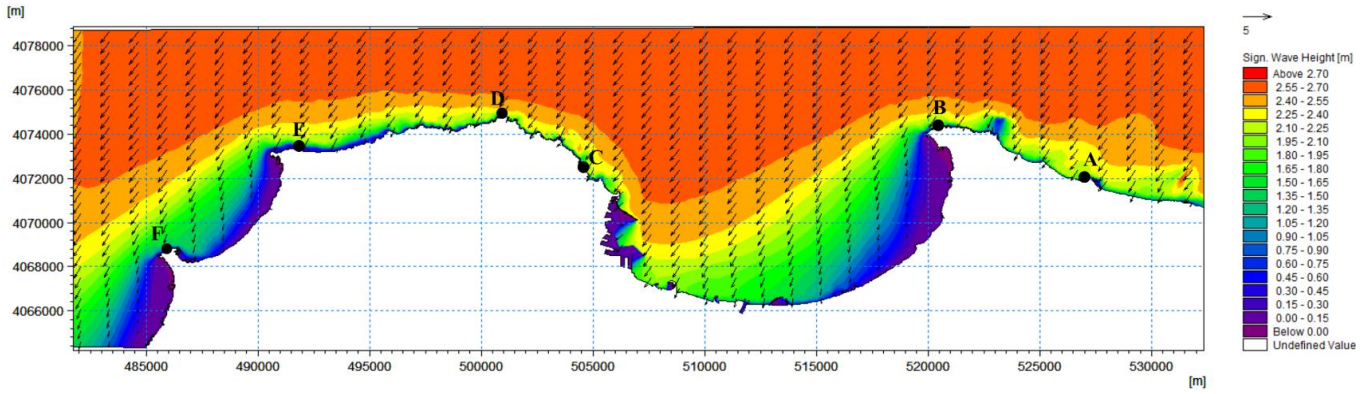 [m]
4078000
4076000
4074000
4072000
4070000
4068000
4066000
485000 490000 495000 500000 505000 510000 515000 520000 525000 530000
[m]
F
E
D
C
B
A
5
Sign. Wave Height [m]
Above 2.70
2.55 - 2.70
2.40 - 2.55
2.25 - 2.40
2.10 - 2.25
1.95 - 2.10
1.80 - 1.95
1.65 - 1.80
1.50 - 1.65
1.35 - 1.50
1.20 - 1.35
1.05 - 1.20
0.90 - 1.05
0.75 - 0.90
0.60 - 0.75
0.45 - 0.60
0.30 - 0.45
0.15 - 0.30
0.00 - 0.15
Below 0.00
Undefined Value